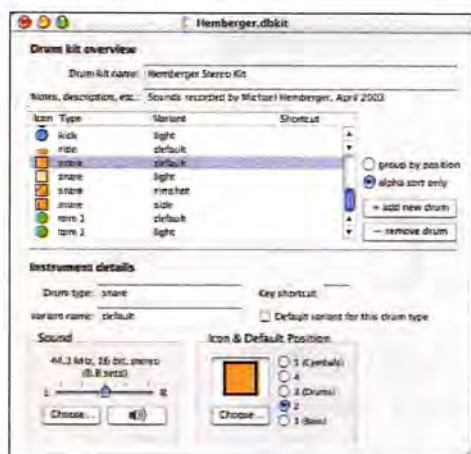 Hemberger.dbkit
Drum kit overview
Drum kit name: Hemberger Stereo Kit
Notes, description, etc.: Sounds recorded by Michael Hemberger, April 2003
Icon Type Variant Shortcut
kick light
ride default
snare default
snare light
snare rimshot
snare side
tom 1 default
tom 1 light
group by position
alpha sort only
+ add new drum
− remove drum
Instrument details
Drum type: snare Key shortcut:
Variant name: default Default variant for this drum type
Sound
44.1 kHz, 16 bit, stereo
(0.8 secs)
L R
Choose...
Icon & Default Position
5 (Cymbals)
4
3 (Drums)
2
1 (Bass)
Choose...